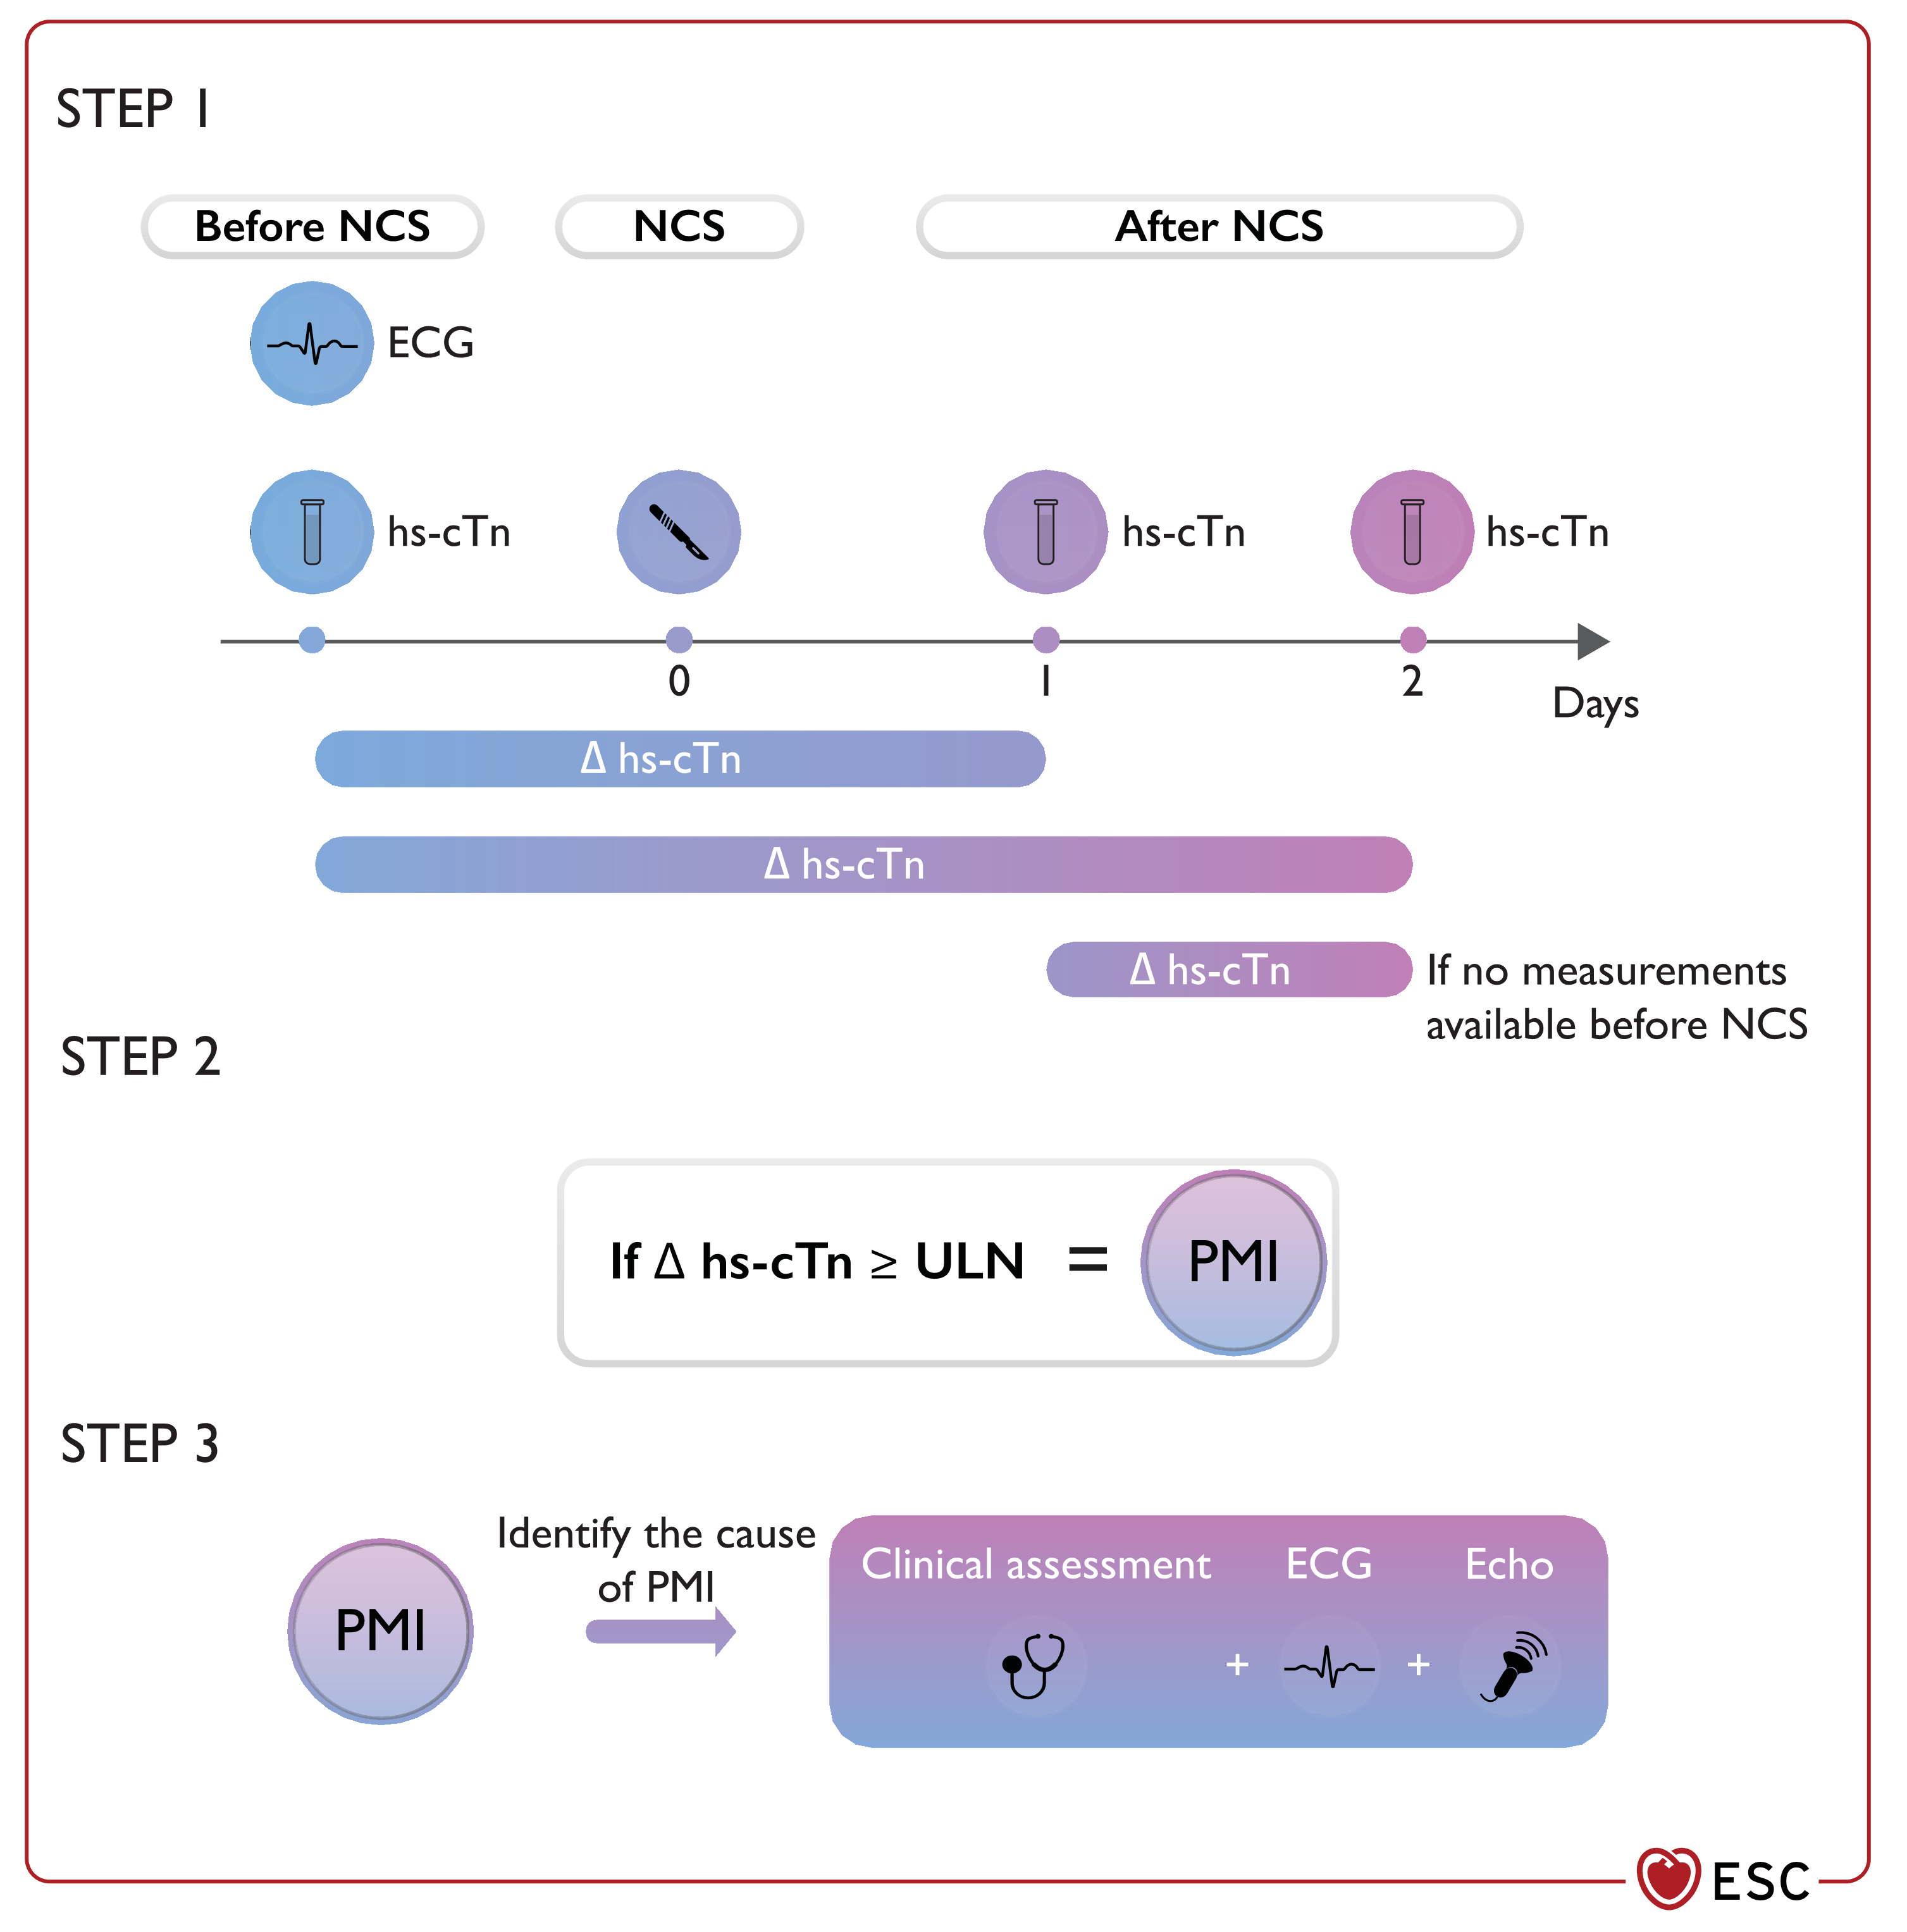 STEP 1
Before NCS
NCS
After NCS
ECG
hs-cTn
hs-cTn
hs-cTn
0
1
2
Days
Δ hs-cTn
Δ hs-cTn
Δ hs-cTn
If no measurements
available before NCS
STEP 2
If Δ hs-cTn ≥ ULN = PMI
STEP 3
PMI
Identify the cause
of PMI
Clinical assessment
ECG
Echo
+
+
ESC